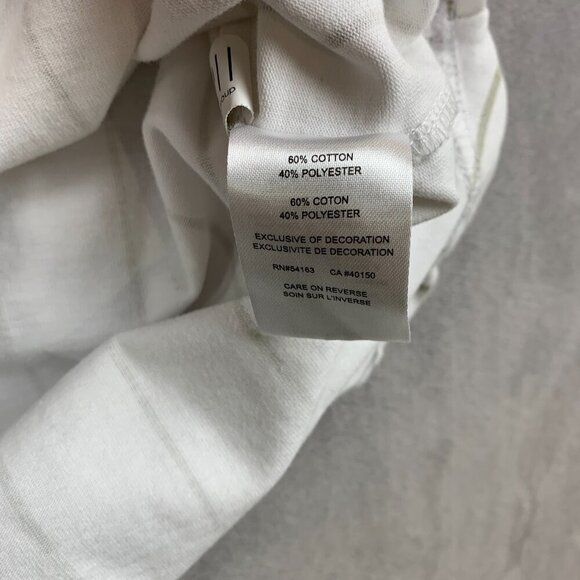 60% COTTON
40% POLYESTER
60% COTON
40% POLYESTER
EXCLUSIVE OF DECORATION
EXCLUSIVITE DE DECORATION
RN#54163 CA #40150
CARE ON REVERSE
SOIN SUR L'INVERSE